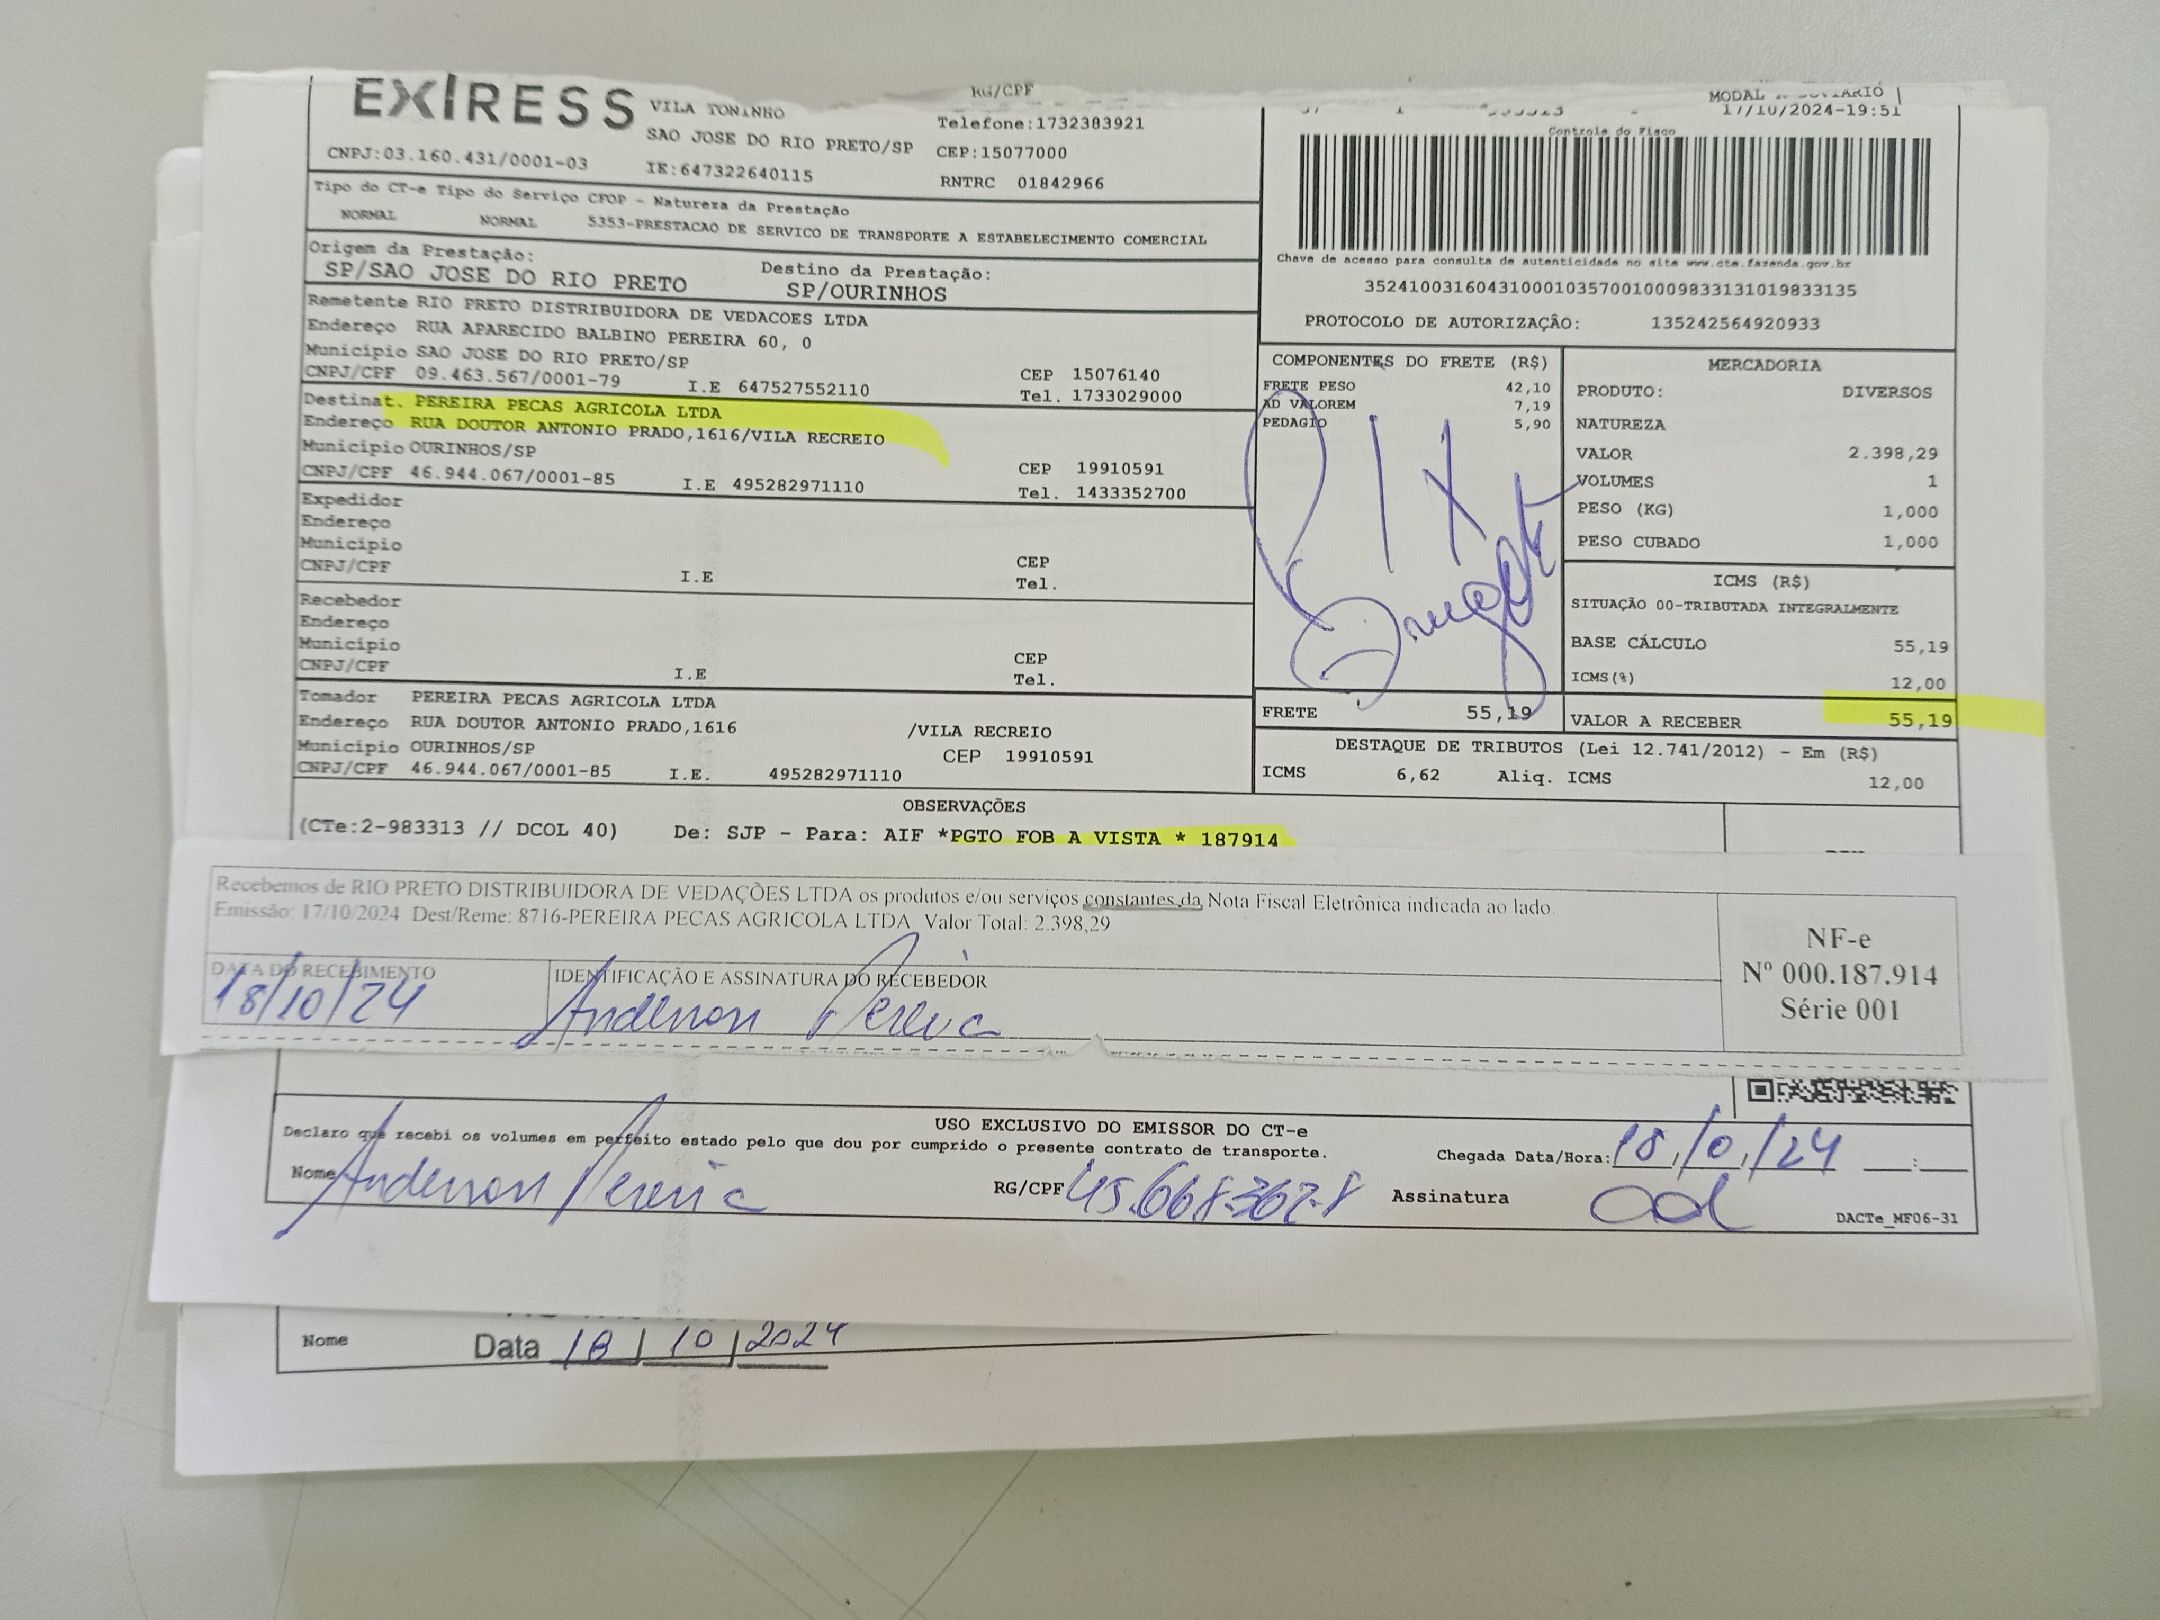 EXIRESS
VILA TONINHO
SAO JOSE DO RIO PRETO/SP
CNPJ:03.160.431/0001-03 IE:647322640115
RG/CPF
Telefone:1732383921
CEP:15077000
RNTRC 01842966
MODAL
17/10/2024-19:51
Controle do Fisco
Tipo do CT-e Tipo do Serviço CFOP - Natureza da Prestação
NORMAL NORMAL 5353-PRESTACAO DE SERVICO DE TRANSPORTE A ESTABELECIMENTO COMERCIAL
Chave de acesso para consulta de autenticidade no site www.cte.fazenda.gov.br
35241003160431000103570010009833131019833135
PROTOCOLO DE AUTORIZAÇÂO: 135242564920933
Origem da Prestação: Destino da Prestação:
SP/SAO JOSE DO RIO PRETO SP/OURINHOS
Remetente RIO PRETO DISTRIBUIDORA DE VEDACOES LTDA
Endereço RUA APARECIDO BALBINO PEREIRA 60, 0
Município SAO JOSE DO RIO PRETO/SP CEP 15076140
CNPJ/CPF 09.463.567/0001-79 I.E 647527552110 Tel. 1733029000
Destinat. PEREIRA PECAS AGRICOLA LTDA
Endereço RUA DOUTOR ANTONIO PRADO,1616/VILA RECREIO
Município OURINHOS/SP CEP 19910591
CNPJ/CPF 46.944.067/0001-85 I.E 495282971110 Tel. 1433352700
Expedidor
Endereço
Município CEP
CNPJ/CPF I.E Tel.
Recebedor
Endereço
Município CEP
CNPJ/CPF I.E Tel.
Tomador PEREIRA PECAS AGRICOLA LTDA
Endereço RUA DOUTOR ANTONIO PRADO,1616 /VILA RECREIO
Município OURINHOS/SP CEP 19910591
CNPJ/CPF 46.944.067/0001-85 I.E. 495282971110
COMPONENTES DO FRETE (R$)
FRETE PESO 42,10
AD VALOREM 7,19
PEDAGIO 5,90
PIX
FRETE 55,19
MERCADORIA
PRODUTO: DIVERSOS
NATUREZA
VALOR 2.398,29
VOLUMES 1
PESO (KG) 1,000
PESO CUBADO 1,000
ICMS (R$)
SITUAÇÃO 00-TRIBUTADA INTEGRALMENTE
BASE CÁLCULO 55,19
ICMS(%) 12,00
VALOR A RECEBER 55,19
DESTAQUE DE TRIBUTOS (Lei 12.741/2012) - Em (R$)
ICMS 6,62 Aliq. ICMS 12,00
OBSERVAÇÕES
(CTe:2-983313 // DCOL 40) De: SJP - Para: AIF *PGTO FOB A VISTA * 187914
Recebemos de RIO PRETO DISTRIBUIDORA DE VEDAÇÕES LTDA os produtos e/ou serviços constantes da Nota Fiscal Eletrônica indicada ao lado.
Emissão: 17/10/2024 Dest/Reme: 8716-PEREIRA PECAS AGRICOLA LTDA Valor Total: 2.398,29
DATA DO RECEBIMENTO IDENTIFICAÇÃO E ASSINATURA DO RECEBEDOR
18/10/24 Anderson Pereira
NF-e
Nº 000.187.914
Série 001
USO EXCLUSIVO DO EMISSOR DO CT-e
Declaro que recebi os volumes em perfeito estado pelo que dou por cumprido o presente contrato de transporte.
Chegada Data/Hora: 18/10/24 __:__
Nome Anderson Pereira RG/CPF 45.668.367-8 Assinatura
DACTe_MF06-31
Nome Data 18/10/2024